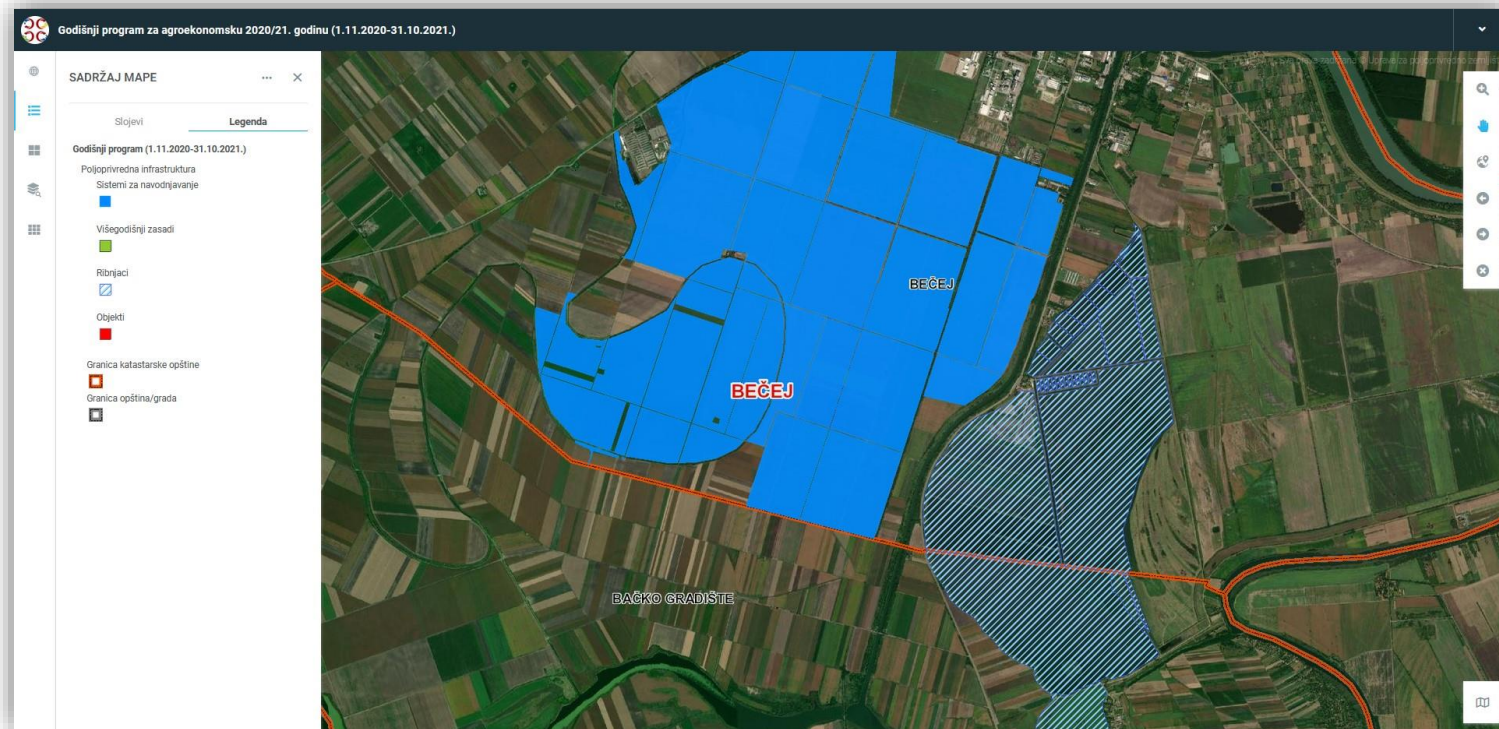 Godišnji program za agroekonomsku 2020/21. godinu (1.11.2020-31.10.2021.)
SADRŽAJ MAPE
Slojevi
Legenda
Godišnji program (1.11.2020-31.10.2021.)
Poljoprivredna infrastruktura
Sistemi za navodnjavanje
Višegodišnji zasadi
Ribnjaci
Objekti
Granica katastarske opštine
Granica opština/grada
BEČEJ
BEČEJ
BAČKO GRADIŠTE